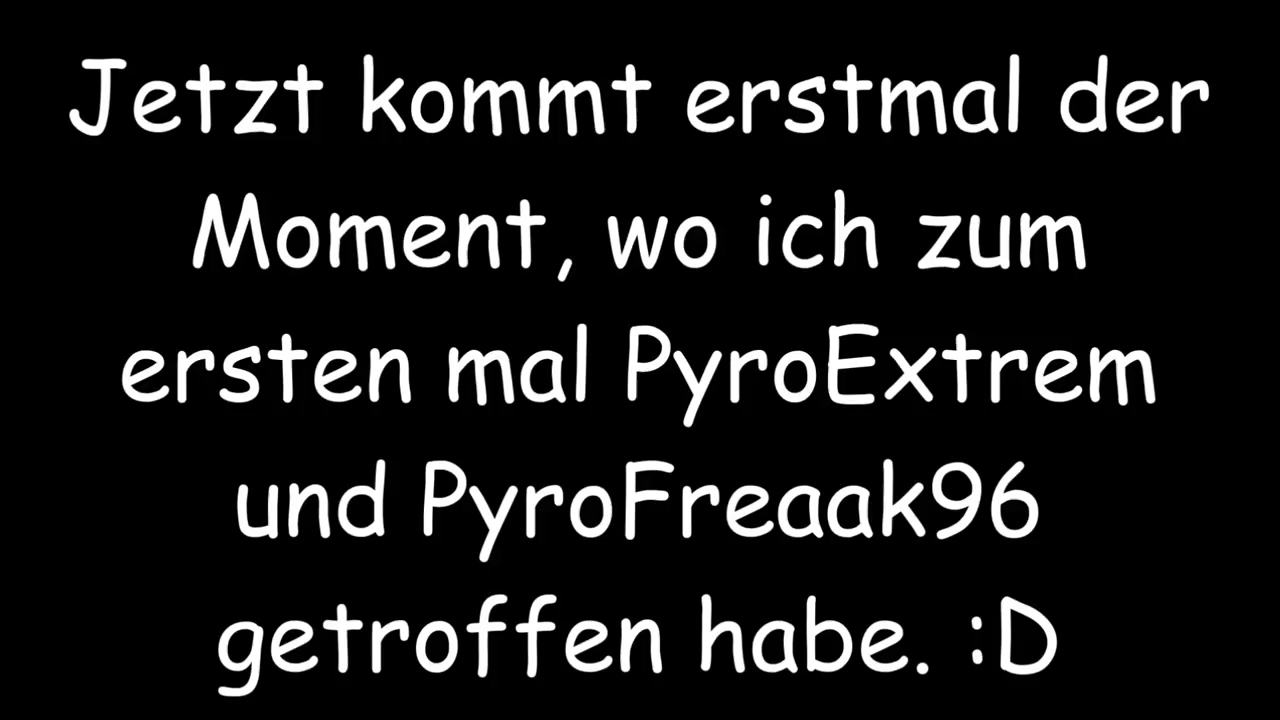 Jetzt kommt erstmal der
Moment, wo ich zum
ersten mal PyroExtrem
und PyroFreaak96
getroffen habe. :D